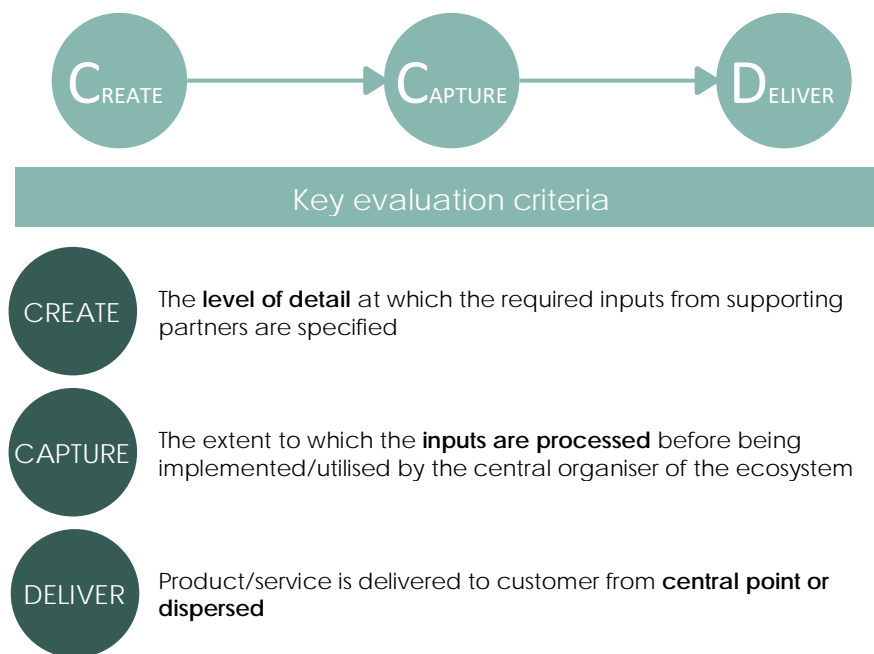 CREATE
CAPTURE
DELIVER
Key evaluation criteria
CREATE
The level of detail at which the required inputs from supporting
partners are specified
CAPTURE
The extent to which the inputs are processed before being
implemented/utilised by the central organiser of the ecosystem
DELIVER
Product/service is delivered to customer from central point or
dispersed